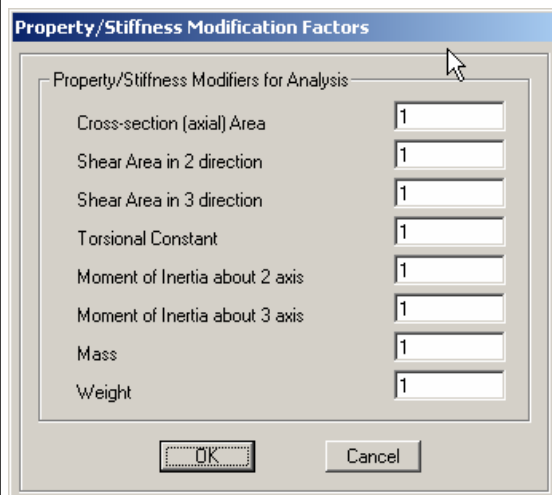 Property/Stiffness Modification Factors
Property/Stiffness Modifiers for Analysis
Cross-section (axial) Area 1
Shear Area in 2 direction 1
Shear Area in 3 direction 1
Torsional Constant 1
Moment of Inertia about 2 axis 1
Moment of Inertia about 3 axis 1
Mass 1
Weight 1
OK Cancel